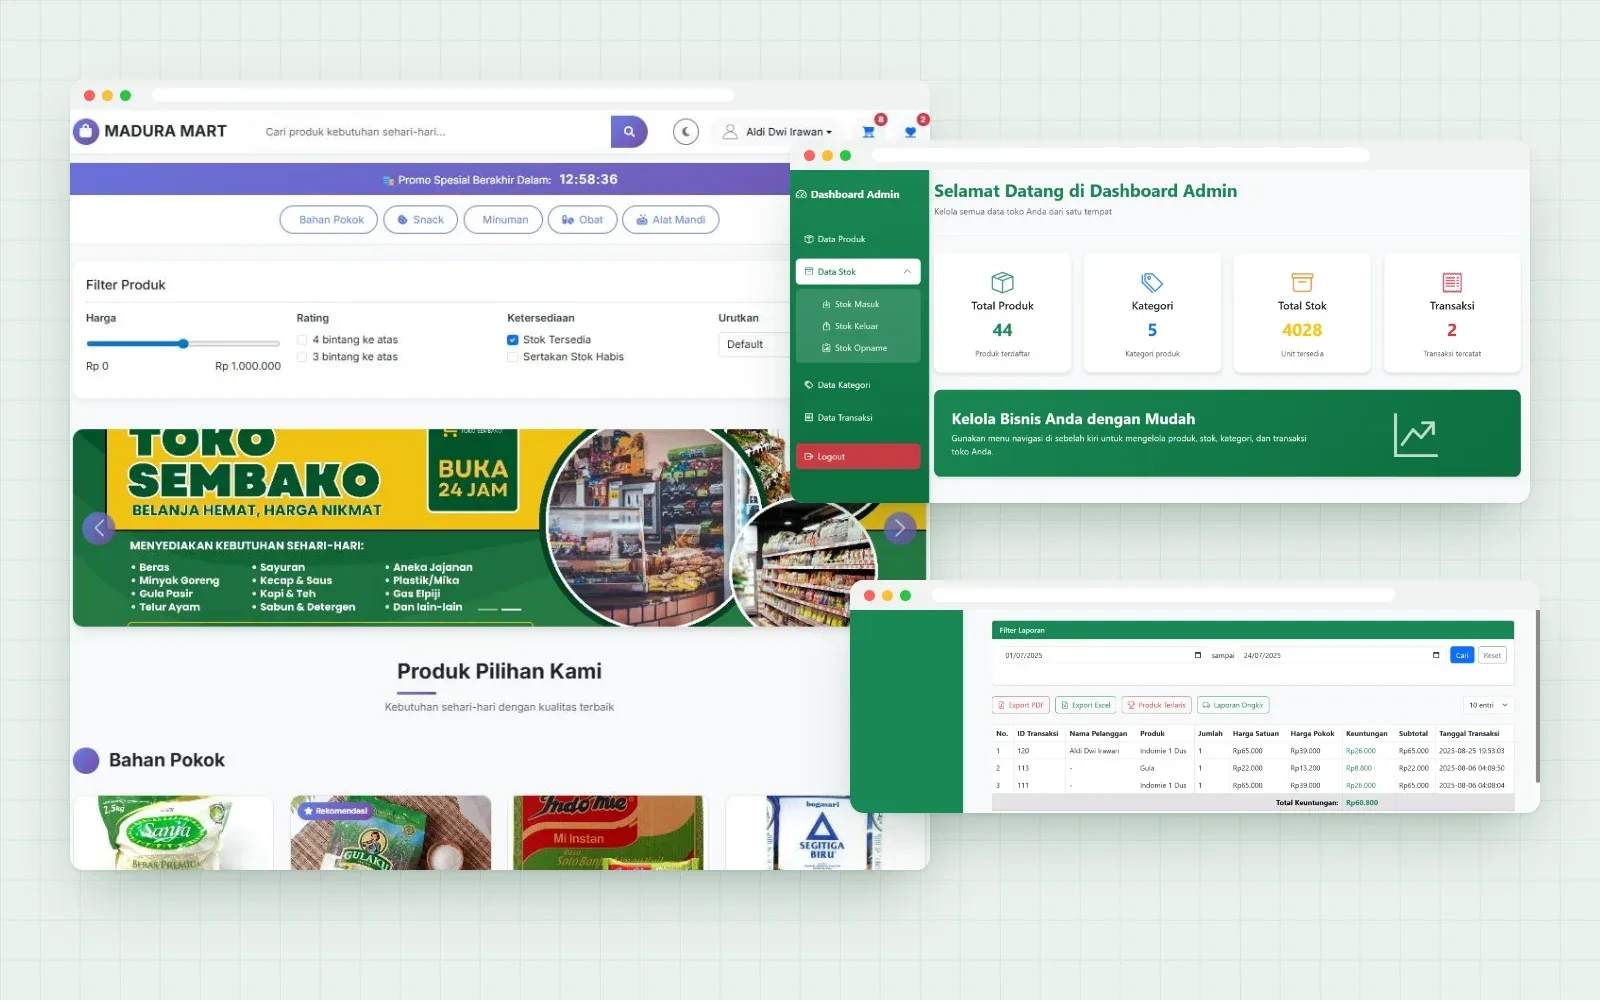 MADURA MART
Cari produk kebutuhan sehari-hari...
Aldi Dwi Irawan
8
2
Promo Spesial Berakhir Dalam: 12:58:36
Bahan Pokok
Snack
Minuman
Obat
Alat Mandi
Filter Produk
Harga
Rp 0
Rp 1.000.000
Rating
4 bintang ke atas
3 bintang ke atas
Ketersediaan
Stok Tersedia
Sertakan Stok Habis
Urutkan
Default
TOKO
SEMBAKO
BELANJA HEMAT, HARGA NIKMAT
BUKA
24 JAM
MENYEDIAKAN KEBUTUHAN SEHARI-HARI:
• Beras
• Minyak Goreng
• Gula Pasir
• Telur Ayam
• Sayuran
• Kecap & Saus
• Kopi & Teh
• Sabun & Detergen
• Aneka Jajanan
• Plastik/Mika
• Gas Elpiji
• Dan lain-lain
Produk Pilihan Kami
Kebutuhan sehari-hari dengan kualitas terbaik
Bahan Pokok
2,5kg
Sania
BERAS PREMIUM
Rekomendasi
GULAKU
Indomie
Mi Instan
bogasari
SEGITIGA
BIRU
Dashboard Admin
Data Produk
Data Stok
Stok Masuk
Stok Keluar
Stok Opname
Data Kategori
Data Transaksi
Logout
Selamat Datang di Dashboard Admin
Kelola semua data toko Anda dari satu tempat
Total Produk
44
Produk terdaftar
Kategori
5
Kategori produk
Total Stok
4028
Unit tersedia
Transaksi
2
Transaksi tercatat
Kelola Bisnis Anda dengan Mudah
Gunakan menu navigasi di sebelah kiri untuk mengelola produk, stok, kategori, dan transaksi
toko Anda.
Filter Laporan
01/07/2025 sampai 24/07/2025 Cari Reset
Export PDF Export Excel Produk Terlaris Laporan Ongkir 10 entri
No. ID Transaksi Nama Pelanggan Produk Jumlah Harga Satuan Harga Pokok Keuntungan Subtotal Tanggal Transaksi
1 120 Aldi Dwi Irawan Indomie 1 Dus 1 Rp65.000 Rp39.000 Rp26.000 Rp65.000 2025-08-25 19:53:03
2 113 - Gula 1 Rp22.000 Rp13.200 Rp8.800 Rp22.000 2025-08-06 04:09:50
3 111 - Indomie 1 Dus 1 Rp65.000 Rp39.000 Rp26.000 Rp65.000 2025-08-06 04:08:04
Total Keuntungan: Rp60.800